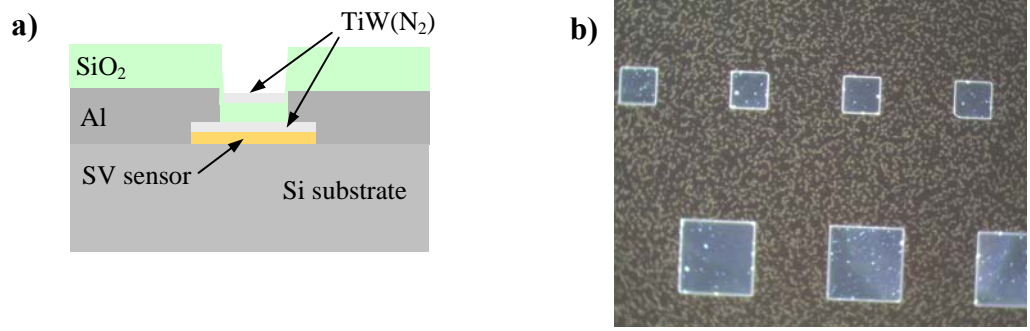 a)
TiW(N₂)
b)
SiO₂
Al
SV sensor
Si substrate